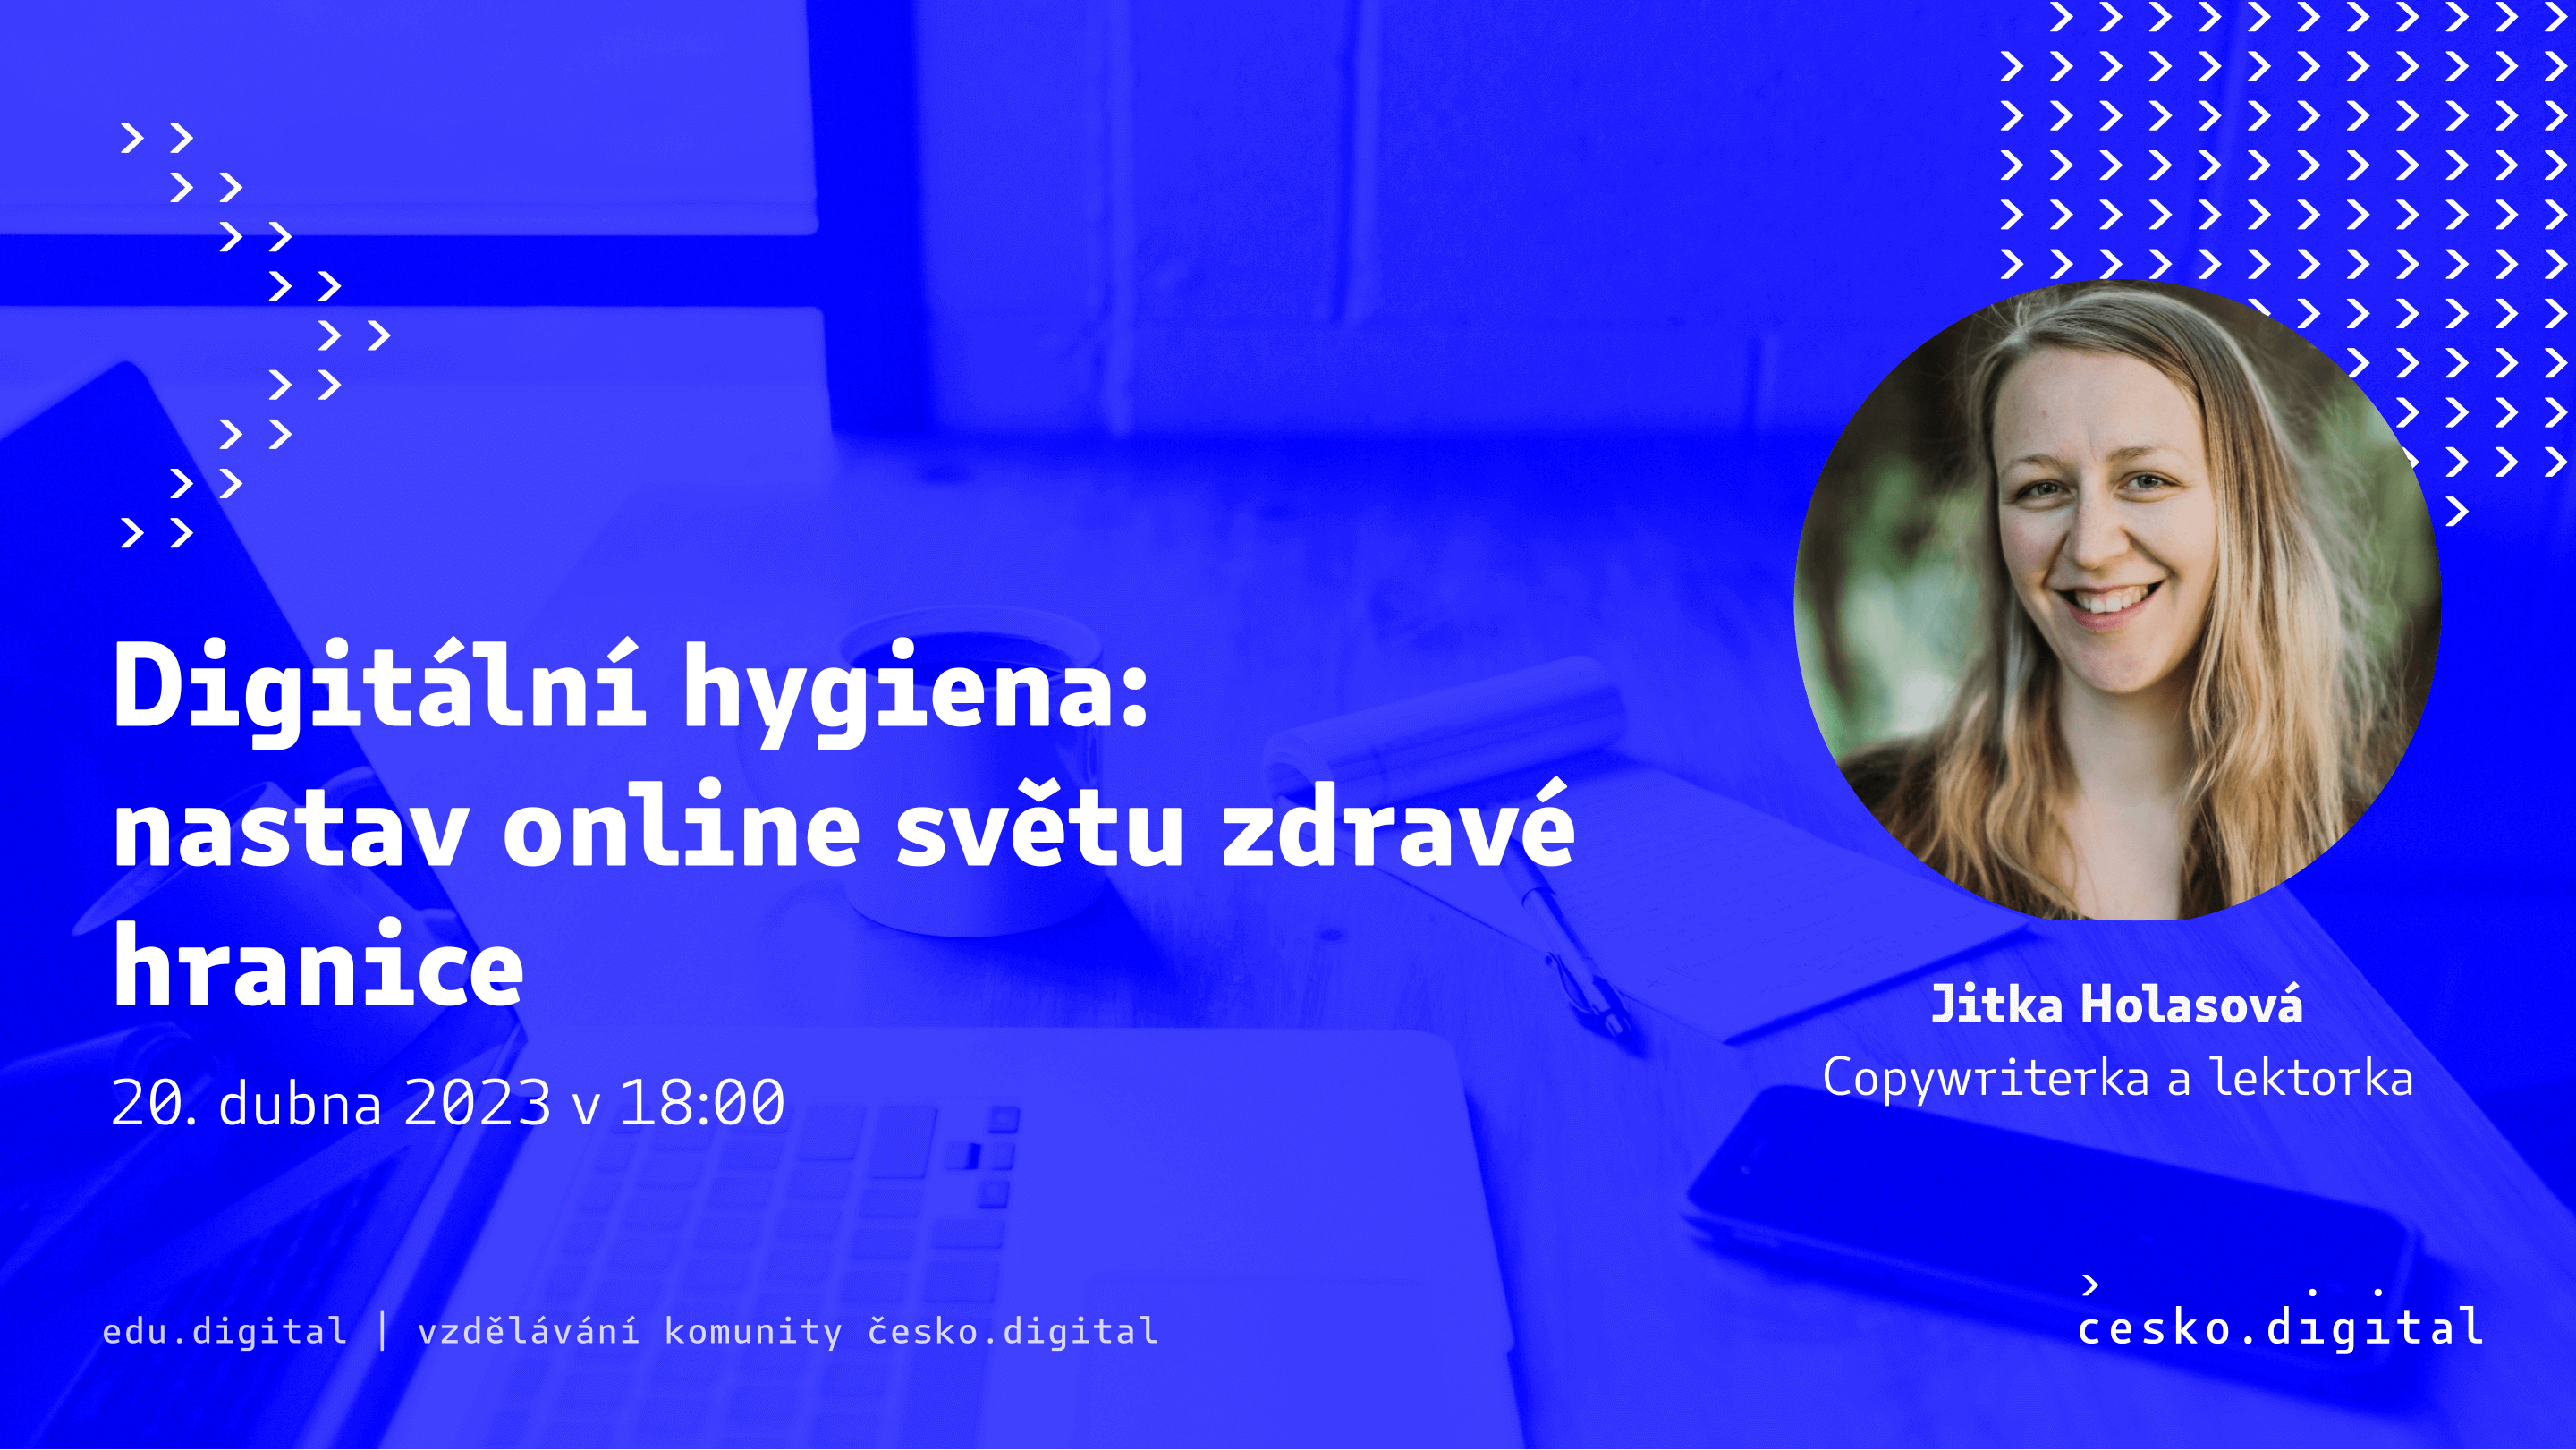 Digitální hygiena:
nastav online světu zdravé
hranice
20. dubna 2023 v 18:00
Jitka Holasová
Copywriterka a lektorka
edu.digital | vzdělávání komunity česko.digital
česko.digital